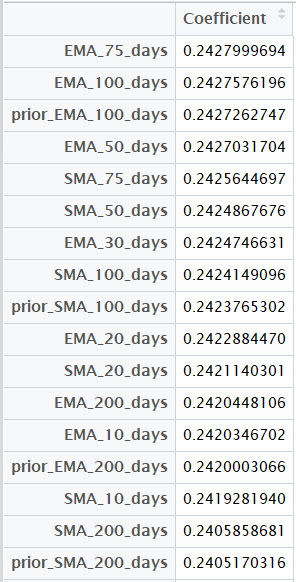 Coefficient
EMA_75_days 0.2427999694
EMA_100_days 0.2427576196
prior_EMA_100_days 0.2427262747
EMA_50_days 0.2427031704
SMA_75_days 0.2425644697
SMA_50_days 0.2424867676
EMA_30_days 0.2424746631
SMA_100_days 0.2424149096
prior_SMA_100_days 0.2423765302
EMA_20_days 0.2422884470
SMA_20_days 0.2421140301
EMA_200_days 0.2420448106
EMA_10_days 0.2420346702
prior_EMA_200_days 0.2420003066
SMA_10_days 0.2419281940
SMA_200_days 0.2405858681
prior_SMA_200_days 0.2405170316